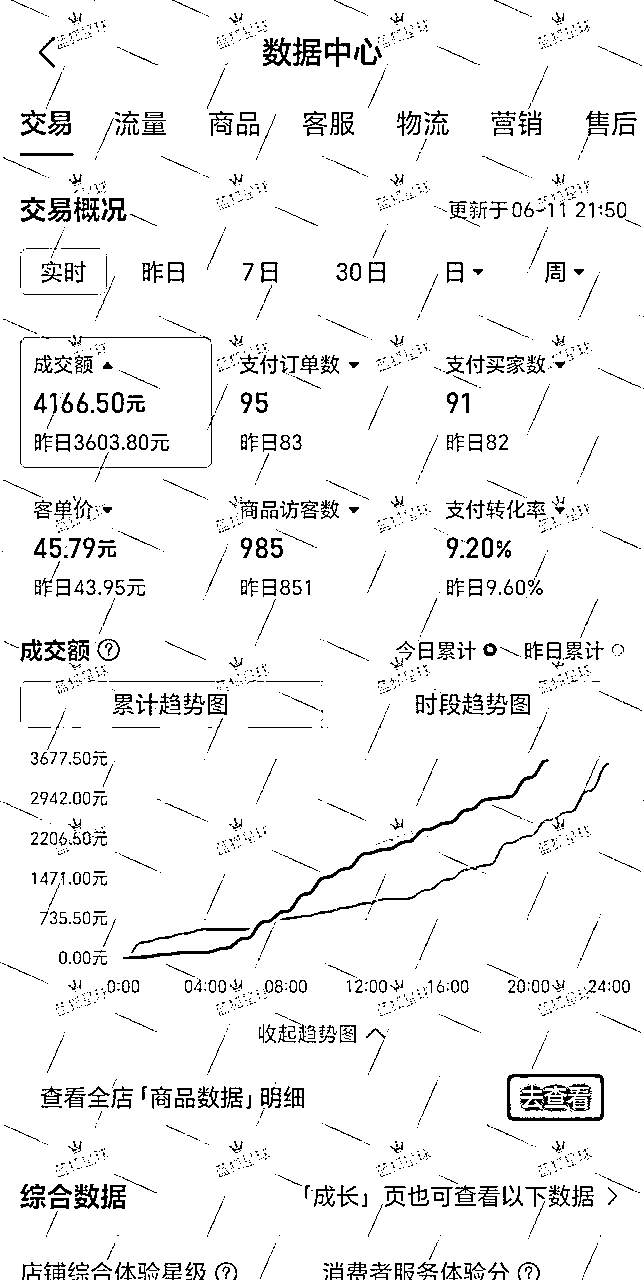 数据中心
交易 流量 商品 客服 物流 营销 售后
交易概况 更新于06-11 21:50
实时 昨日 7日 30日 日 周
成交额 支付订单数 支付买家数
4166.50元 95 91
昨日3603.80元 昨日83 昨日82
客单价 商品访客数 支付转化率
45.79元 985 9.20%
昨日43.95元 昨日851 昨日9.60%
成交额 ? 今日累计 昨日累计
累计趋势图 时段趋势图
3677.50元
2942.00元
2206.50元
1471.00元
735.50元
0.00元
0:00 04:00 08:00 12:00 16:00 20:00 24:00
收起趋势图
查看全店「商品数据」明细 去查看
综合数据 「成长」页也可查看以下数据
店铺综合体验星级 ? 消费者服务体验分 ?